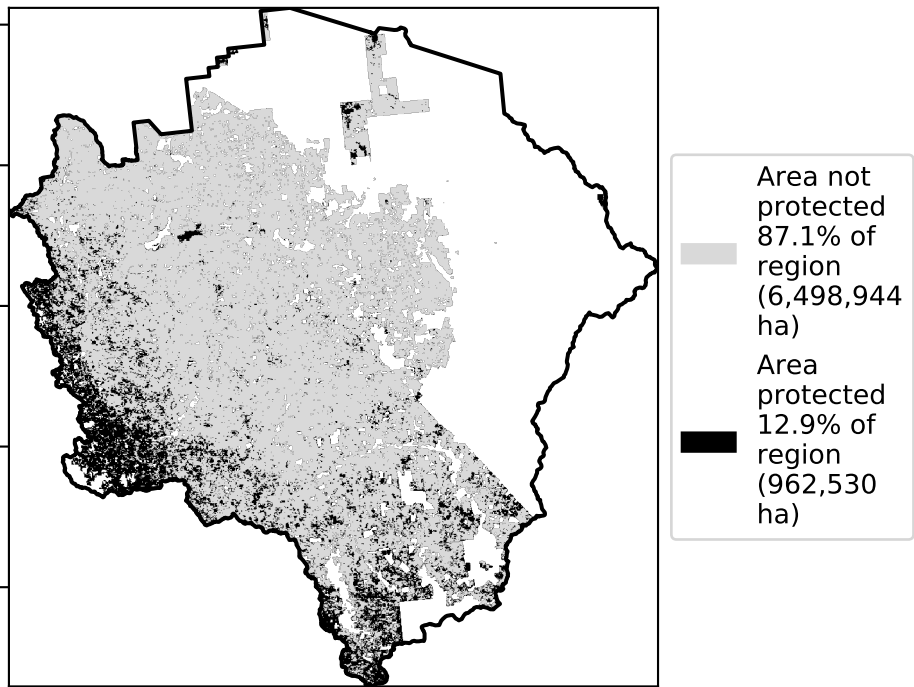 Area not
protected
87.1% of
region
(6,498,944
ha)
Area
protected
12.9% of
region
(962,530
ha)